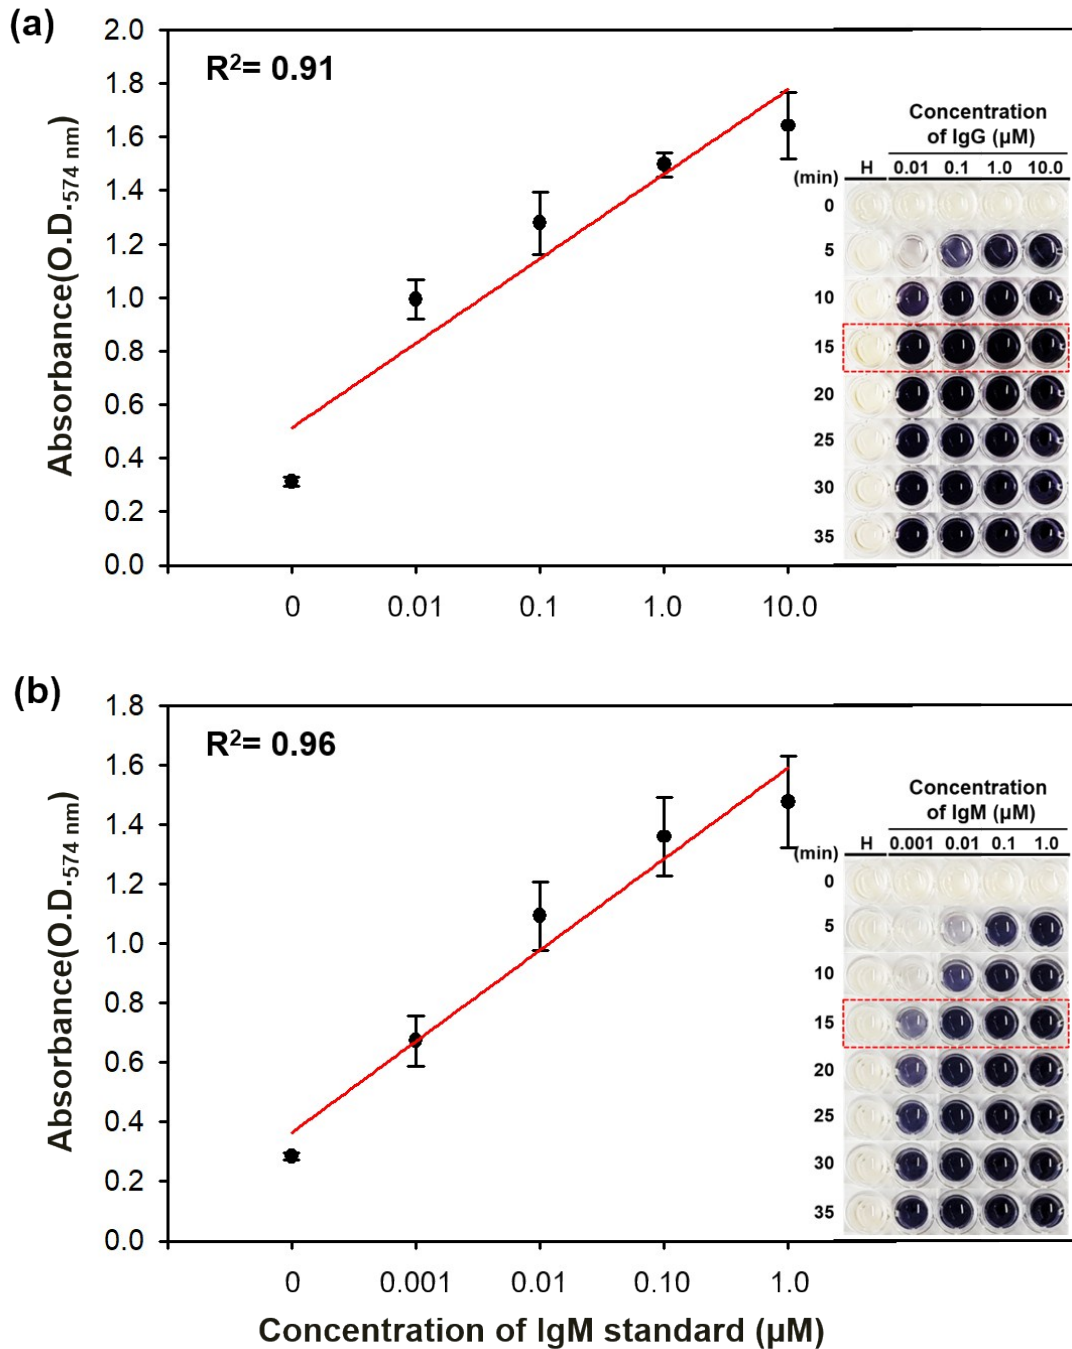 (a)
R²= 0.91
Absorbance(O.D.574 nm)
2.0
1.8
1.6
1.4
1.2
1.0
0.8
0.6
0.4
0.2
0.0
0 0.01 0.1 1.0 10.0
Concentration
of IgG (μM)
H 0.01 0.1 1.0 10.0
(min)
0
5
10
15
20
25
30
35
(b)
R²= 0.96
Absorbance(O.D.574 nm)
1.8
1.6
1.4
1.2
1.0
0.8
0.6
0.4
0.2
0.0
0 0.001 0.01 0.10 1.0
Concentration of IgM standard (μM)
Concentration
of IgM (μM)
H 0.001 0.01 0.1 1.0
(min)
0
5
10
15
20
25
30
35